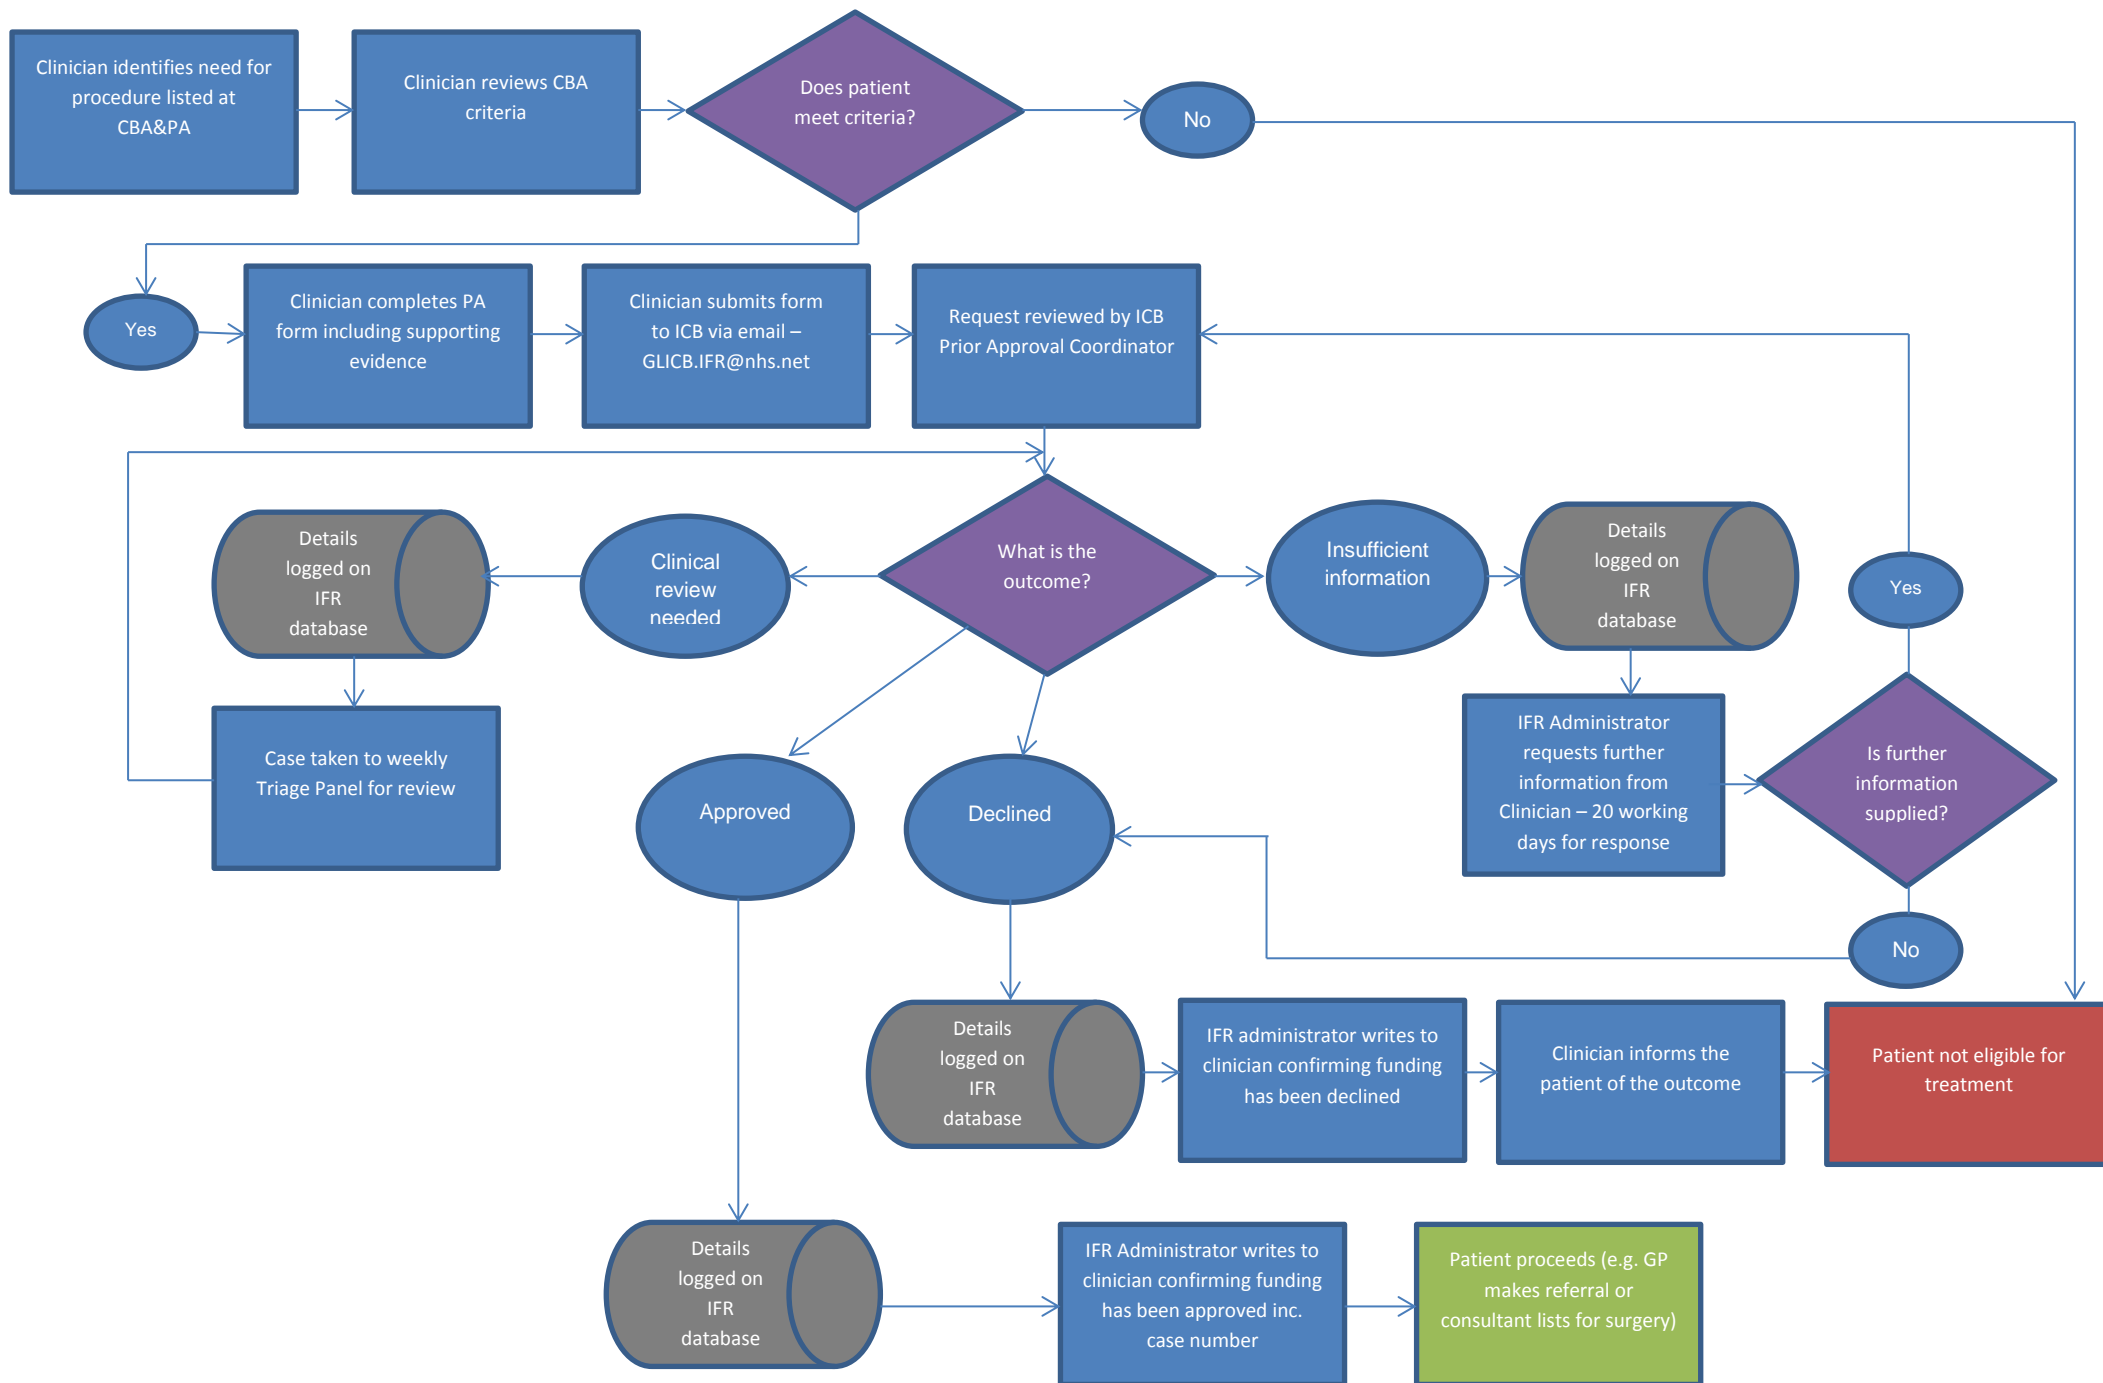 Clinician identifies need for
procedure listed at
CBA&PA
Clinician reviews CBA
criteria
Does patient
meet criteria?
No
Yes
Clinician completes PA
form including supporting
evidence
Clinician submits form
to ICB via email –
GLICB.IFR@nhs.net
Request reviewed by ICB
Prior Approval Coordinator
Details
logged on
IFR
database
Clinical
review
needed
What is the
outcome?
Insufficient
information
Details
logged on
IFR
database
Yes
Case taken to weekly
Triage Panel for review
Approved
Declined
IFR Administrator
requests further
information from
Clinician – 20 working
days for response
Is further
information
supplied?
No
Details
logged on
IFR
database
IFR administrator writes to
clinician confirming funding
has been declined
Clinician informs the
patient of the outcome
Patient not eligible for
treatment
Details
logged on
IFR
database
IFR Administrator writes to
clinician confirming funding
has been approved inc.
case number
Patient proceeds (e.g. GP
makes referral or
consultant lists for surgery)